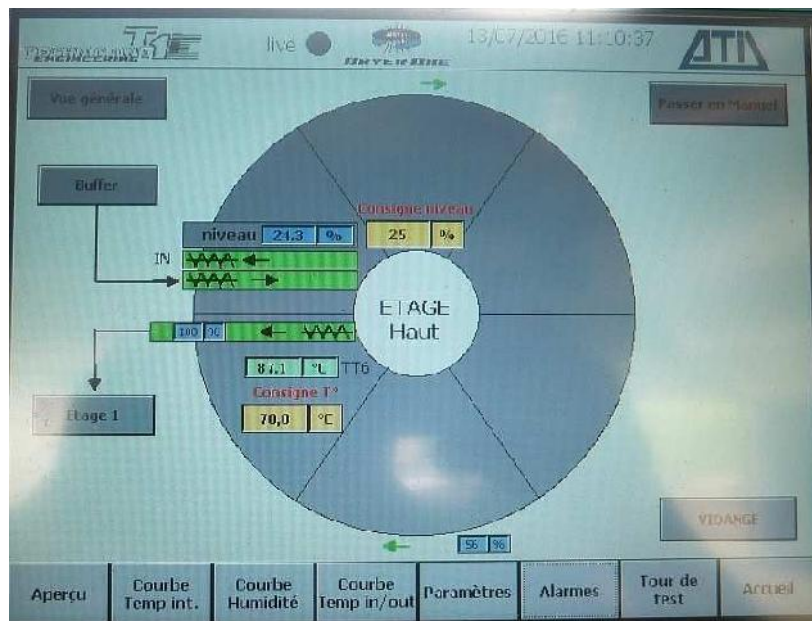 live
13/07/2016 11:10:37
ATID
Vue générale
Passer en Manuel
Buffer
Consigne niveau
niveau 24.3 %
25 %
IN
ETAGE
Haut
100 %
°C TT6
Consigne T°
70,0 °C
Etage 1
VIDANGE
56 %
Aperçu
Courbe
Temp int.
Courbe
Humidité
Courbe
Temp in/out
Paramètres
Alarmes
Tour de
test
Accueil